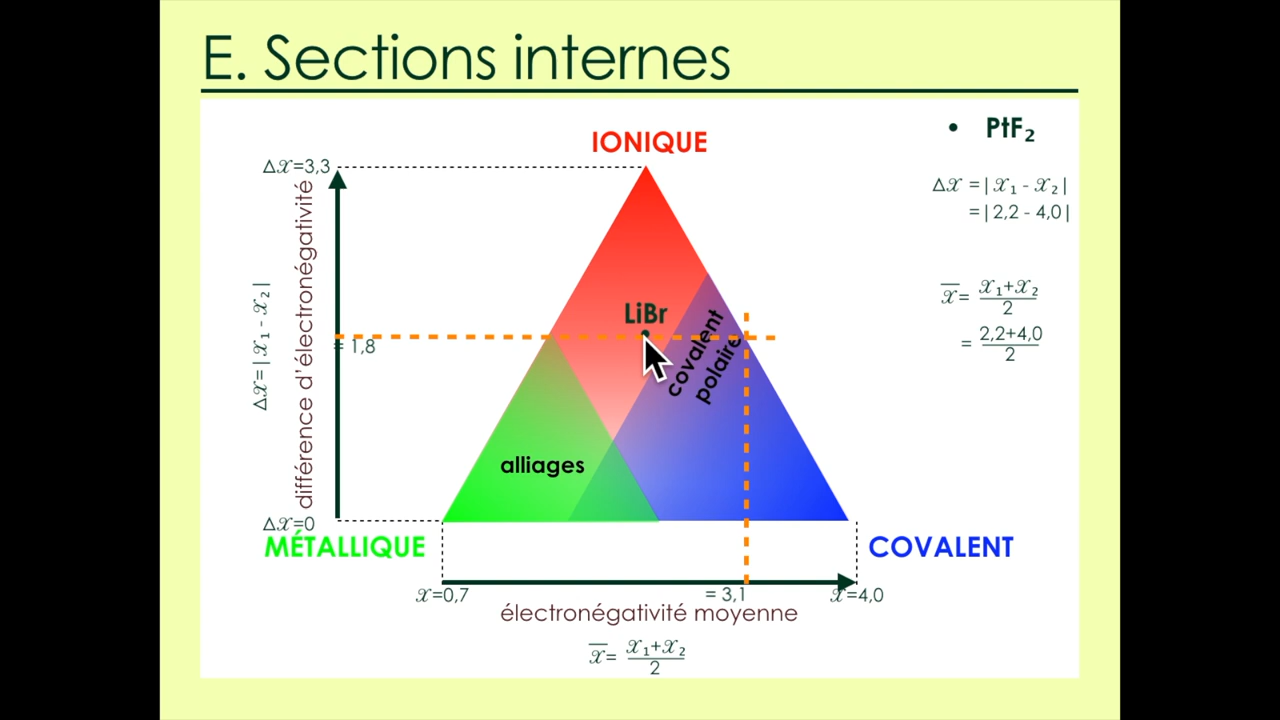 E. Sections internes
• PtF₂
IONIQUE
Δ𝒳=3,3
Δ𝒳 =| 𝒳₁ - 𝒳₂ |
=| 2,2 - 4,0 |
différence d'électronégativité
Δ𝒳=| 𝒳₁ - 𝒳₂ |
𝒳̅= 𝒳₁+𝒳₂
2
= 2,2+4,0
2
LiBr
= 1,8
covalent
polaire
alliages
Δ𝒳=0
MÉTALLIQUE
COVALENT
𝒳=0,7
= 3,1
𝒳=4,0
électronégativité moyenne
𝒳̅= 𝒳₁+𝒳₂
2